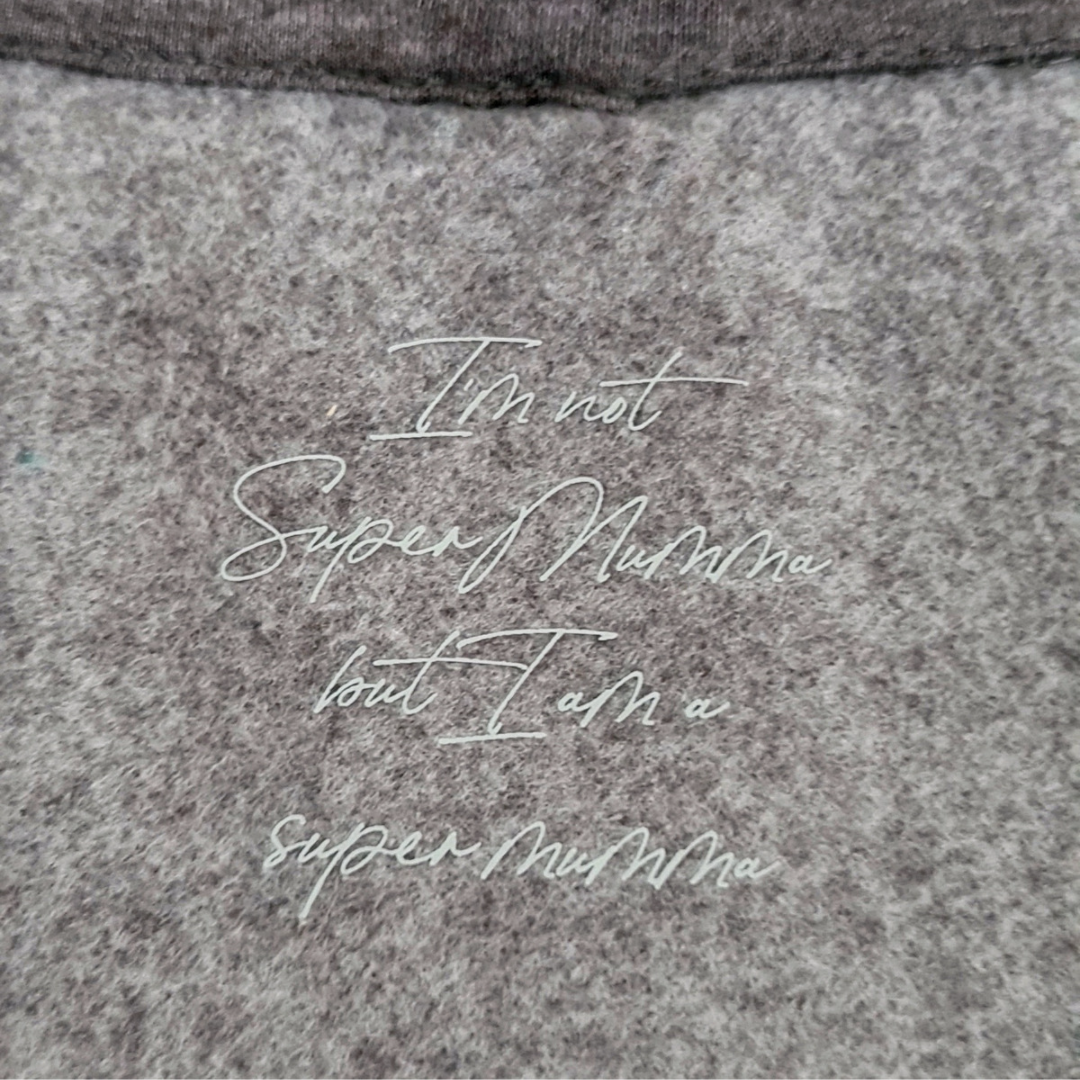 I'm not
Super Mumma
but I am a
super mumma